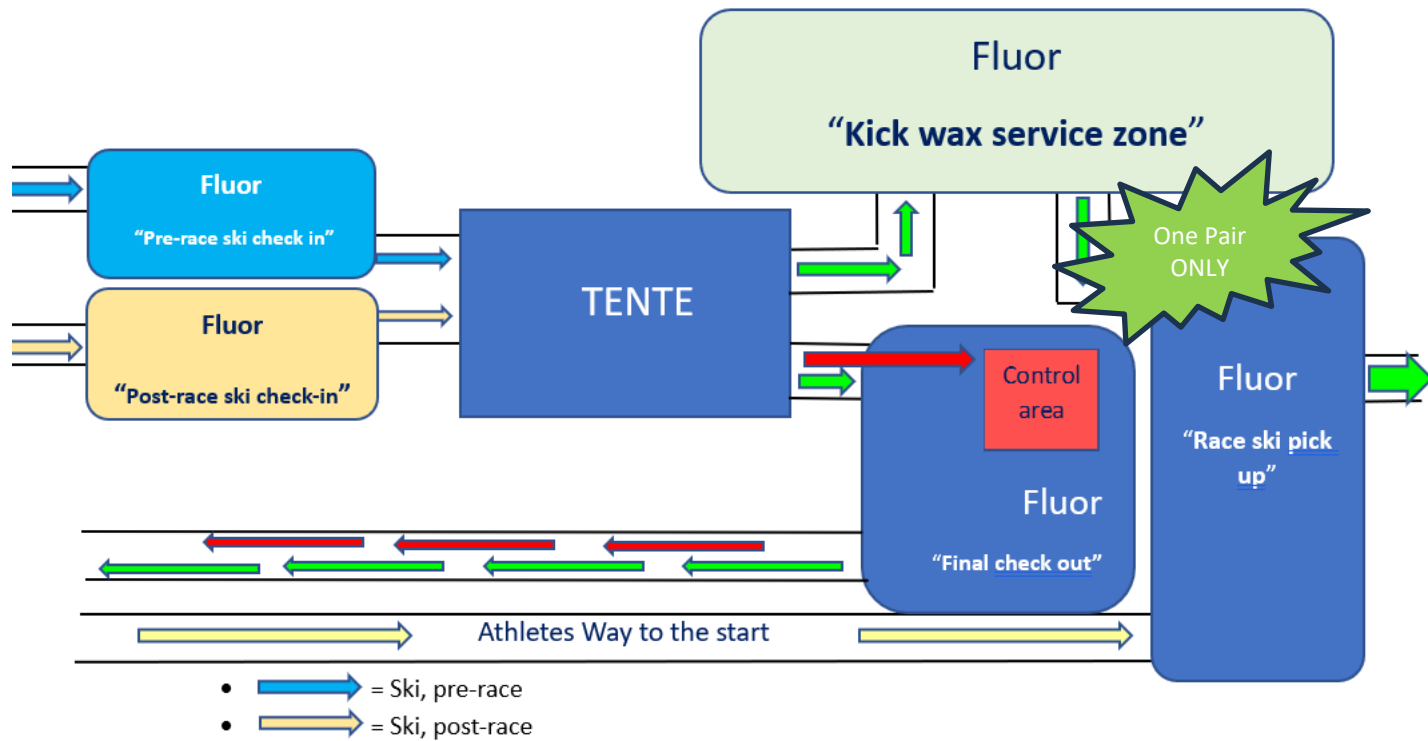 Fluor
“Kick wax service zone”
Fluor
“Pre-race ski check in”
One Pair
ONLY
TENTE
Fluor
“Post-race ski check-in”
Control
area
Fluor
“Race ski pick
up”
Fluor
“Final check out”
Athletes Way to the start
• = Ski, pre-race
• = Ski, post-race